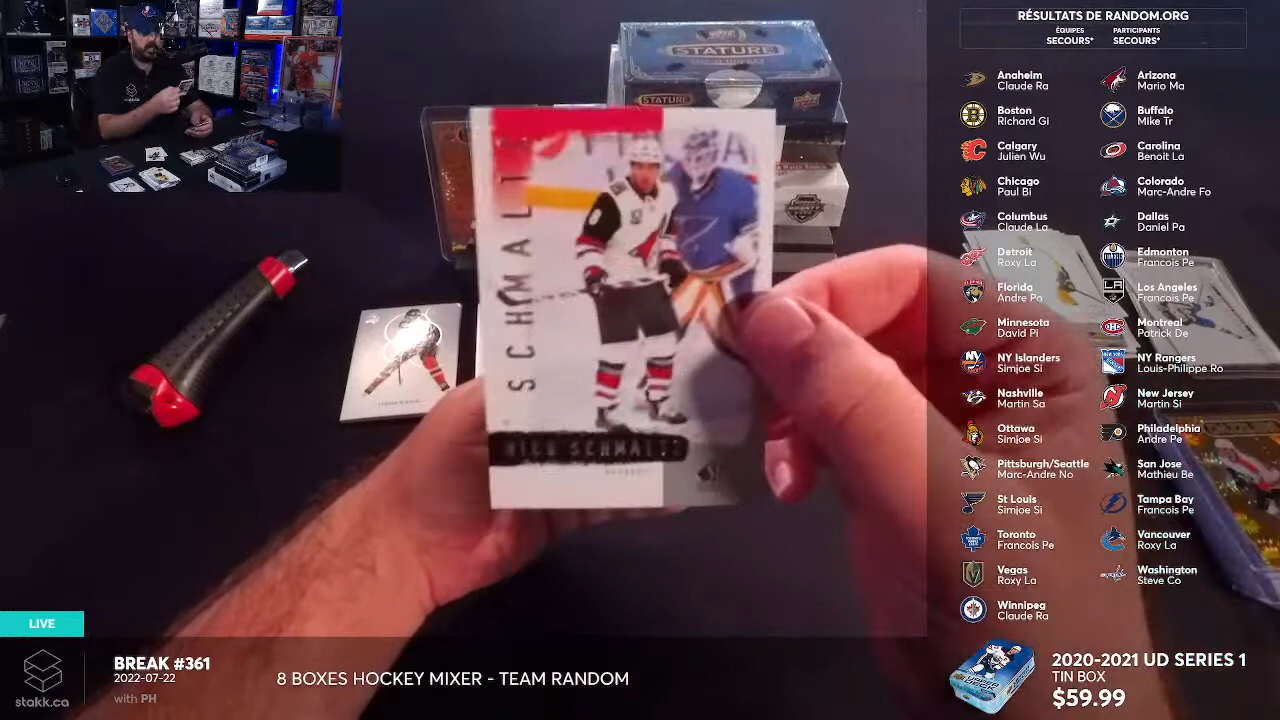 RÉSULTATS DE RANDOM.ORG
ÉQUIPES
SECOURS*
PARTICIPANTS
SECOURS*
Anaheim
Claude Ra
Arizona
Mario Ma
Boston
Richard Gi
Buffalo
Mike Tr
Calgary
Julien Wu
Carolina
Benoit La
Chicago
Paul Bi
Colorado
Marc-Andre Fo
Columbus
Claude La
Dallas
Daniel Pa
Detroit
Roxy La
Edmonton
Francois Pe
Florida
Andre Po
Los Angeles
Francois Pe
Minnesota
David Pi
Montreal
Patrick De
NY Islanders
Simjoe Si
NY Rangers
Louis-Philippe Ro
Nashville
Martin Sa
New Jersey
Martin Si
Ottawa
Simjoe Si
Philadelphia
Andre Pe
Pittsburgh/Seattle
Marc-Andre No
San Jose
Mathieu Be
St Louis
Simjoe Si
Tampa Bay
Francois Pe
Toronto
Francois Pe
Vancouver
Roxy La
Vegas
Roxy La
Washington
Steve Co
Winnipeg
Claude Ra
STATURE
STATURE
SCHMALTZ
NICK SCHMALTZ
LIVE
stakk.ca
BREAK #361
2022-07-22
with PH
8 BOXES HOCKEY MIXER - TEAM RANDOM
2020-2021 UD SERIES 1
TIN BOX
$59.99